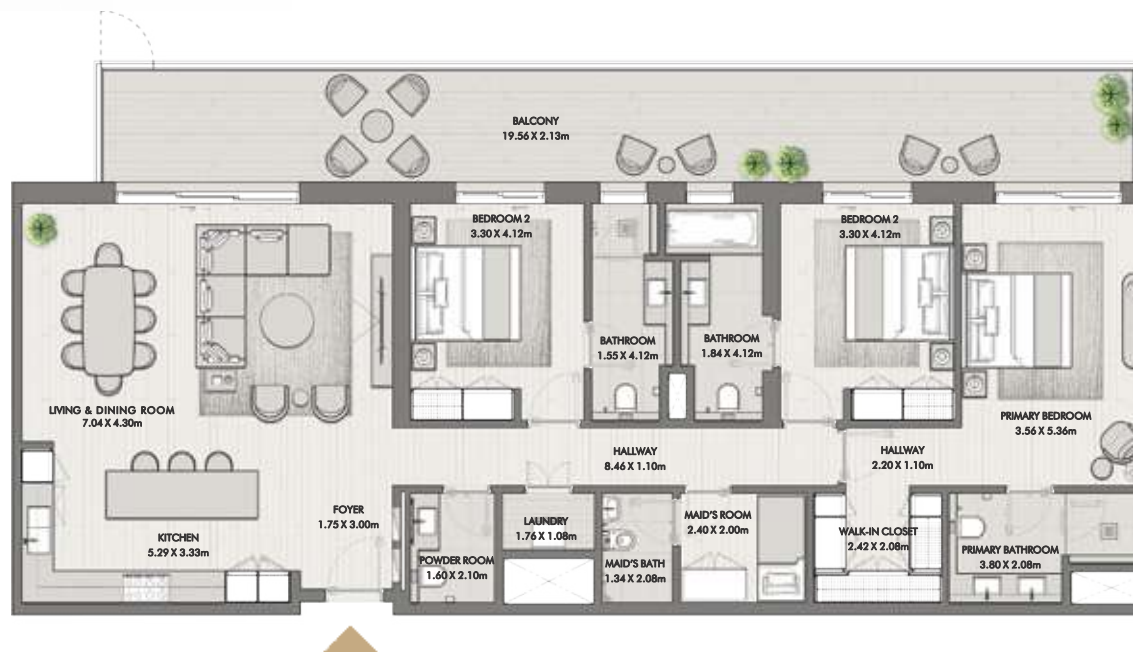 BALCONY
19.56 X 2.13m
BEDROOM 2
3.30 X 4.12m
BEDROOM 2
3.30 X 4.12m
BATHROOM
1.55 X 4.12m
BATHROOM
1.84 X 4.12m
LIVING & DINING ROOM
7.04 X 4.30m
PRIMARY BEDROOM
3.56 X 5.36m
HALLWAY
8.46 X 1.10m
HALLWAY
2.20 X 1.10m
FOYER
1.75 X 3.00m
KITCHEN
5.29 X 3.33m
POWDER ROOM
1.60 X 2.10m
LAUNDRY
1.76 X 1.08m
MAID'S ROOM
2.40 X 2.00m
MAID'S BATH
1.34 X 2.08m
WALK-IN CLOSET
2.42 X 2.08m
PRIMARY BATHROOM
3.80 X 2.08m